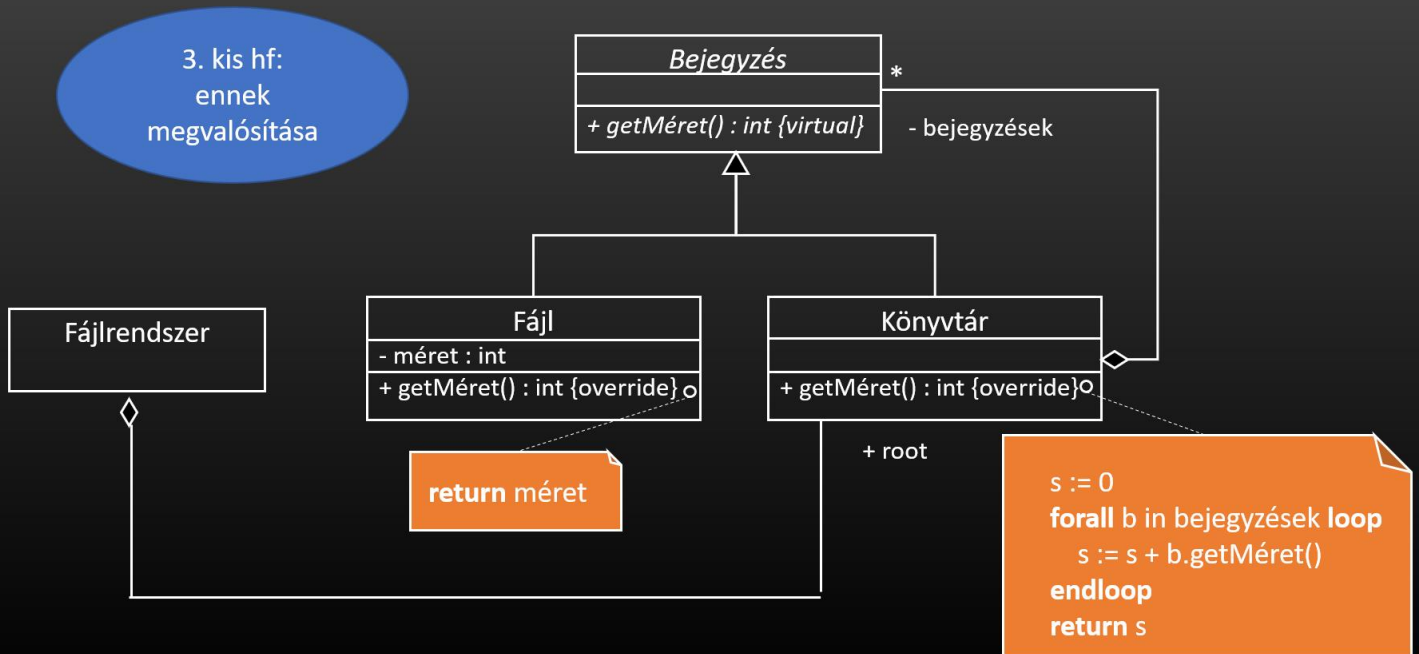 3. kis hf:
ennek
megvalósítása
Bejegyzés
+ getMéret() : int {virtual}
*
- bejegyzések
Fájlrendszer
Fájl
- méret : int
+ getMéret() : int {override}
return méret
Könyvtár
+ getMéret() : int {override}
+ root
s := 0
forall b in bejegyzések loop
s := s + b.getMéret()
endloop
return s